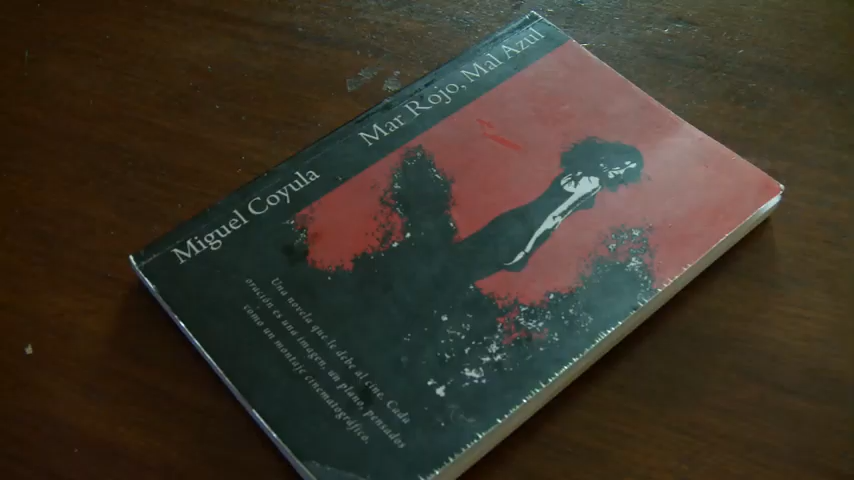 Miguel Coyula
Mar Rojo, Mal Azul
Una novela que le debe al cine. Cada
oración es una imagen, un plano, pensados
como un montaje cinematográfico.